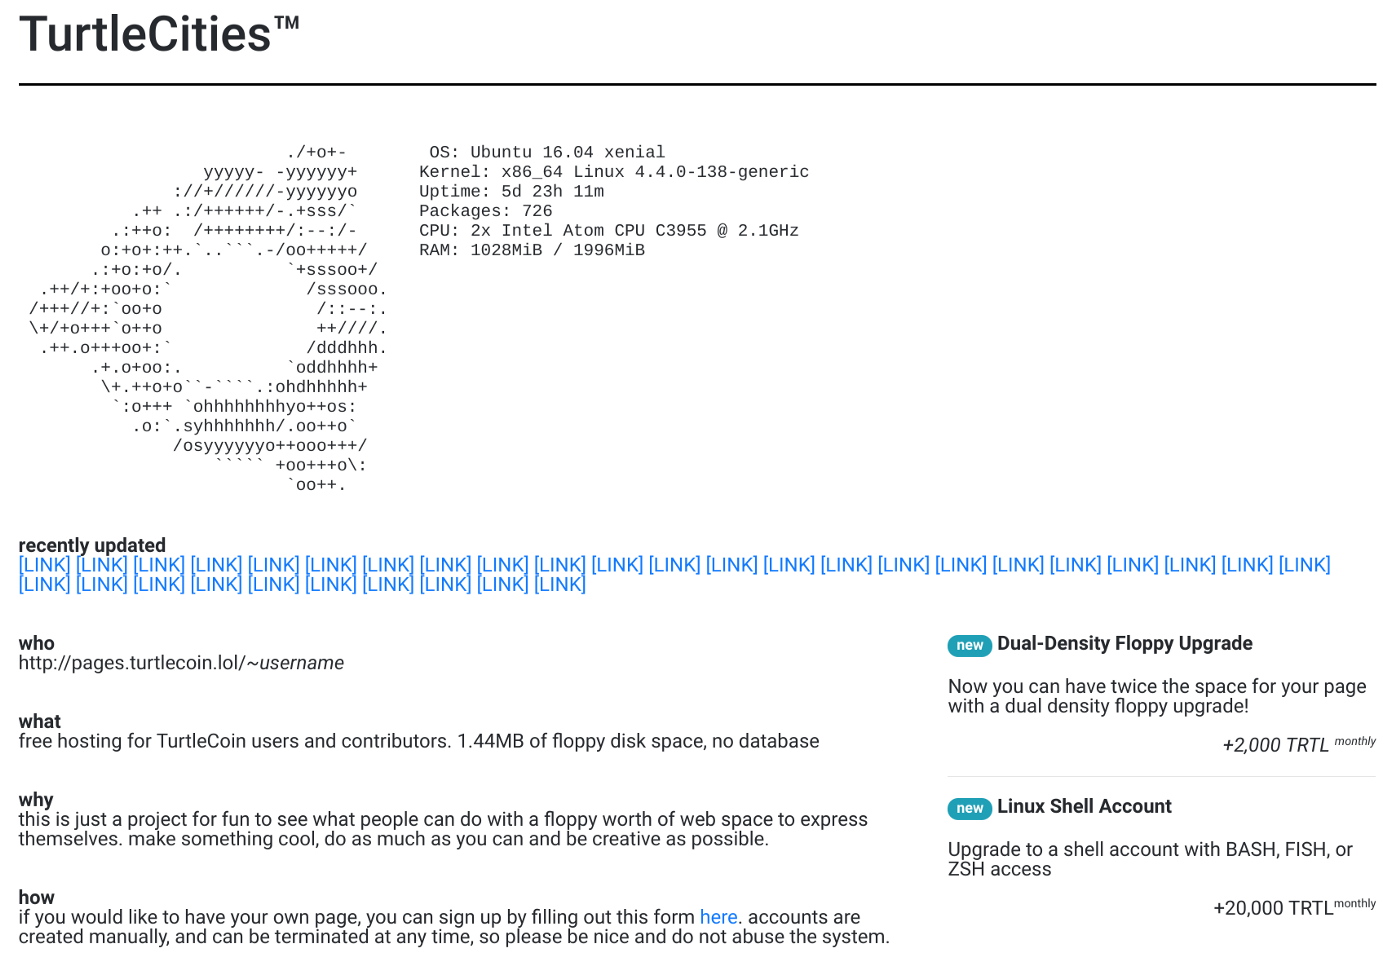 TurtleCities™
./+o+-        OS: Ubuntu 16.04 xenial
yyyyy- -yyyyyy+      Kernel: x86_64 Linux 4.4.0-138-generic
://+//////-yyyyyyo      Uptime: 5d 23h 11m
.++ .:/++++++/-.+sss/`      Packages: 726
.:++o:  /++++++++/:--:/-      CPU: 2x Intel Atom CPU C3955 @ 2.1GHz
o:+o+:++.`..```.-/oo+++++/     RAM: 1028MiB / 1996MiB
.:+o:+o/.          `+sssoo+/
.++/+:+oo+o:`             /sssooo.
/+++//+:`oo+o               /::--:.
\+/+o+++`o++o               ++////.
.++.o+++oo+:`             /dddhhh.
.+.o+oo:.          `oddhhhh+
\+.++o+o``-````.:ohdhhhhh+
`:o+++ `ohhhhhhhhyo++os:
.o:`.syhhhhhhh/.oo++o`
/osyyyyyyo++ooo+++/
````` +oo+++o\:
`oo++.
recently updated
[LINK] [LINK] [LINK] [LINK] [LINK] [LINK] [LINK] [LINK] [LINK] [LINK] [LINK] [LINK] [LINK] [LINK] [LINK] [LINK] [LINK] [LINK] [LINK] [LINK] [LINK] [LINK] [LINK]
[LINK] [LINK] [LINK] [LINK] [LINK] [LINK] [LINK] [LINK] [LINK] [LINK]
who
http://pages.turtlecoin.lol/~username
what
free hosting for TurtleCoin users and contributors. 1.44MB of floppy disk space, no database
why
this is just a project for fun to see what people can do with a floppy worth of web space to express
themselves. make something cool, do as much as you can and be creative as possible.
how
if you would like to have your own page, you can sign up by filling out this form here. accounts are
created manually, and can be terminated at any time, so please be nice and do not abuse the system.
new Dual-Density Floppy Upgrade
Now you can have twice the space for your page
with a dual density floppy upgrade!
+2,000 TRTL monthly
new Linux Shell Account
Upgrade to a shell account with BASH, FISH, or
ZSH access
+20,000 TRTLmonthly